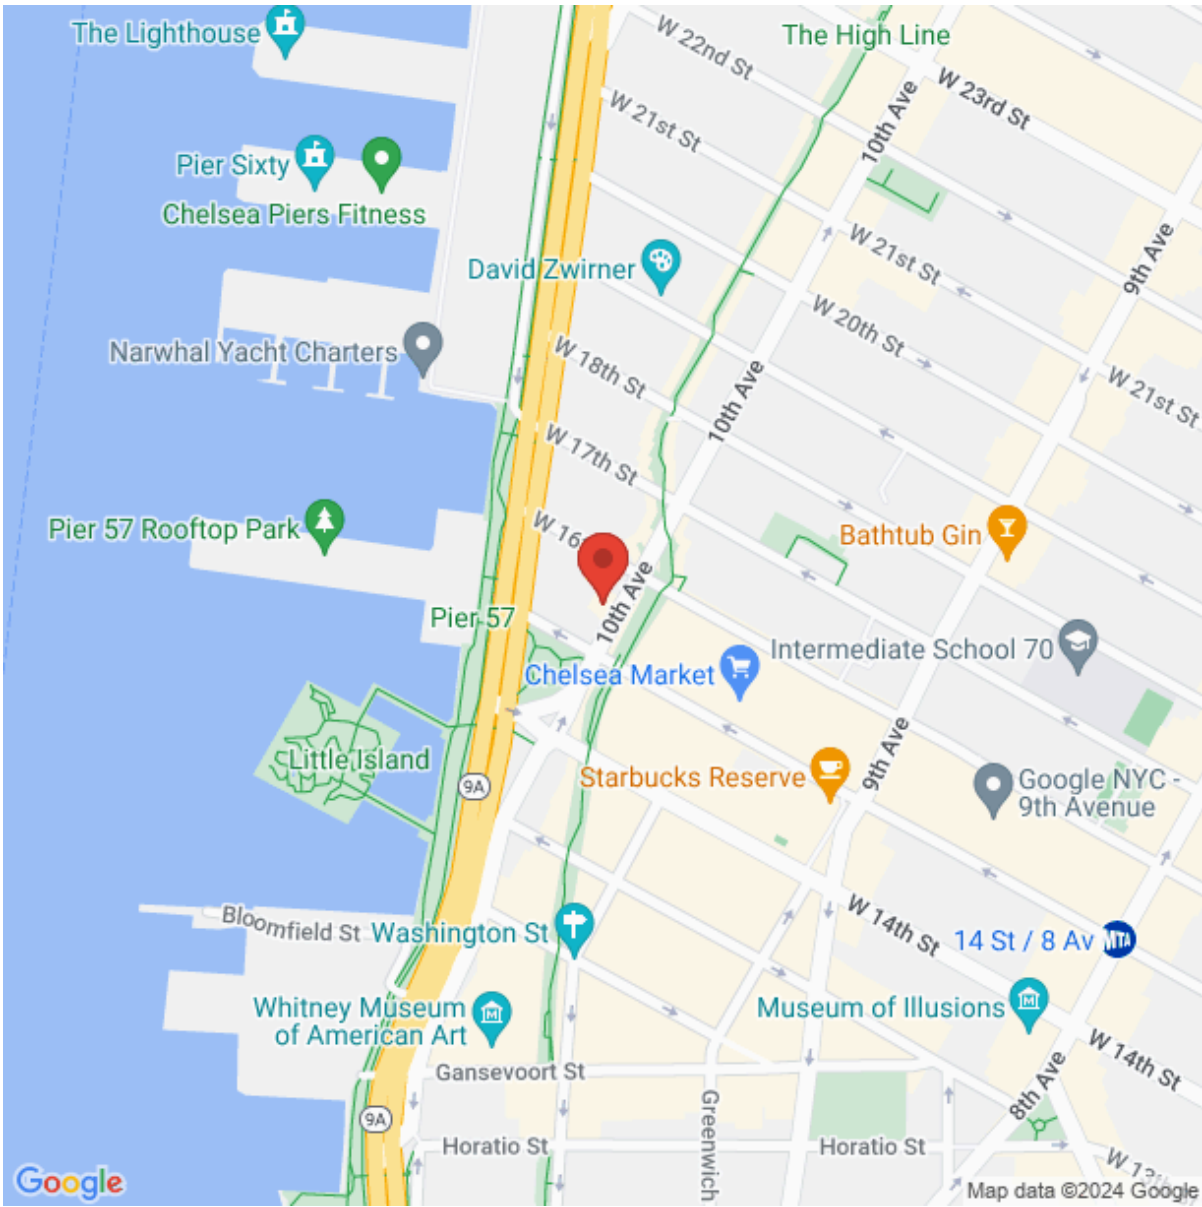 The Lighthouse
W 22nd St
The High Line
W 23rd St
10th Ave
W 21st St
Pier Sixty
Chelsea Piers Fitness
W 21st St
9th Ave
David Zwirner
W 20th St
Narwhal Yacht Charters
W 18th St
10th Ave
W 21st St
W 17th St
Pier 57 Rooftop Park
W 16
Bathtub Gin
10th Ave
Pier 57
Intermediate School 70
Chelsea Market
9th Ave
Little Island
Starbucks Reserve
Google NYC -
9th Avenue
9A
W 14th St
Bloomfield St
Washington St
14 St / 8 Av
MTA
Whitney Museum
of American Art
Museum of Illusions
W 14th St
Gansevoort St
8th Ave
9A
Greenwich
Horatio St
Horatio St
W 13th St
Google
Map data ©2024 Google